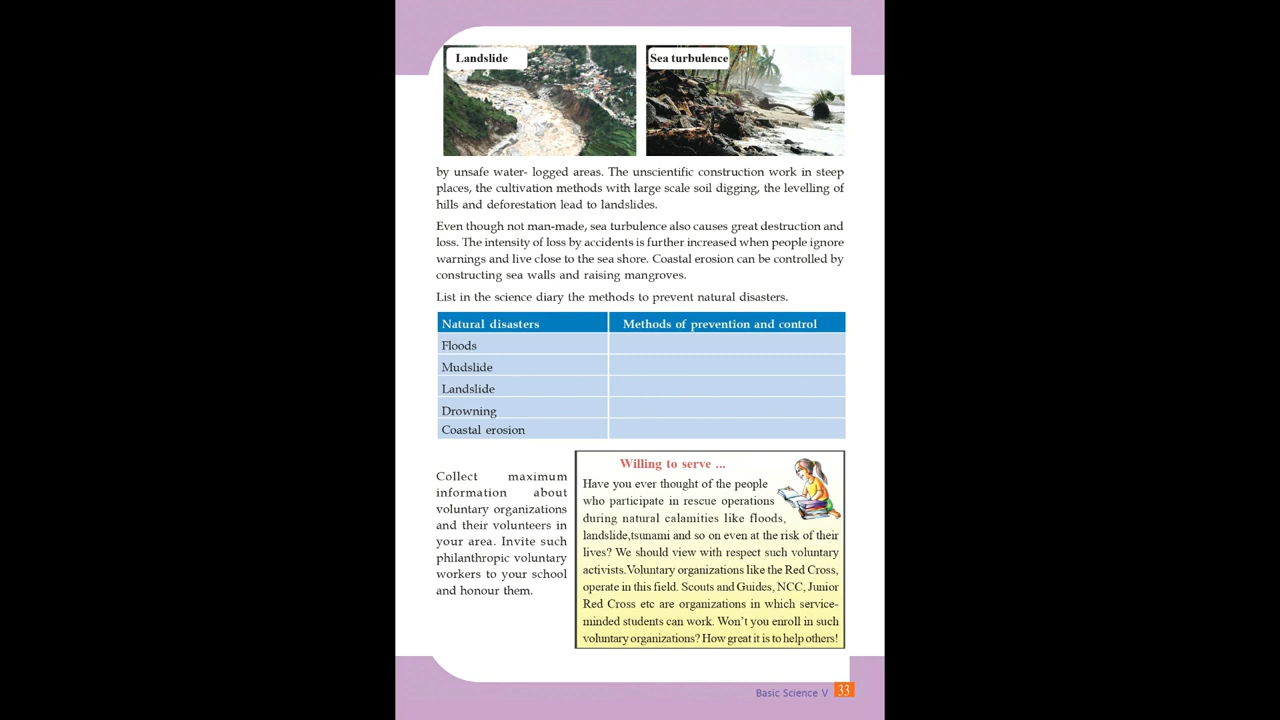 Landslide
Sea turbulence
by unsafe water- logged areas. The unscientific construction work in steep
places, the cultivation methods with large scale soil digging, the levelling of
hills and deforestation lead to landslides.
Even though not man-made, sea turbulence also causes great destruction and
loss. The intensity of loss by accidents is further increased when people ignore
warnings and live close to the sea shore. Coastal erosion can be controlled by
constructing sea walls and raising mangroves.
List in the science diary the methods to prevent natural disasters.
Natural disasters
Methods of prevention and control
Floods
Mudslide
Landslide
Drowning
Coastal erosion
Collect maximum
information about
voluntary organizations
and their volunteers in
your area. Invite such
philanthropic voluntary
workers to your school
and honour them.
Willing to serve ...
Have you ever thought of the people
who participate in rescue operations
during natural calamities like floods,
landslide,tsunami and so on even at the risk of their
lives? We should view with respect such voluntary
activists.Voluntary organizations like the Red Cross,
operate in this field. Scouts and Guides, NCC, Junior
Red Cross etc are organizations in which service-
minded students can work. Won't you enroll in such
voluntary organizations? How great it is to help others!
Basic Science V
33